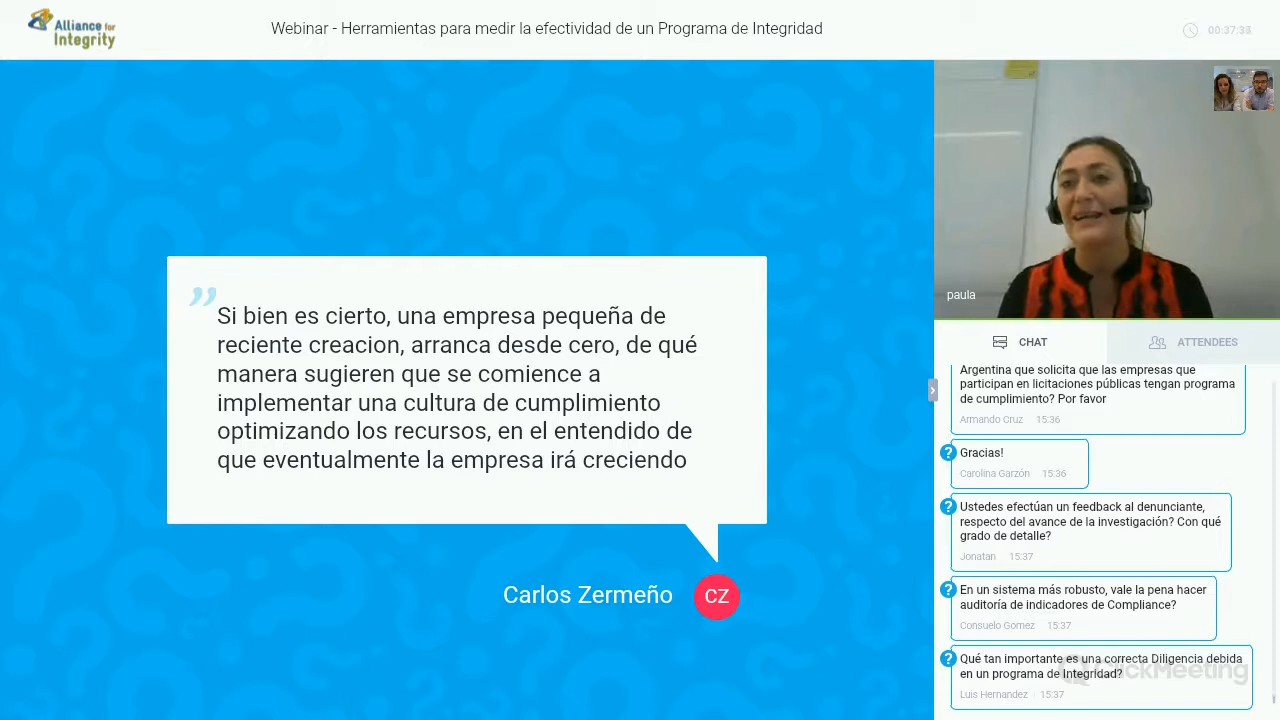 Alliance for
Integrity
Webinar - Herramientas para medir la efectividad de un Programa de Integridad
00:37:38
”
Si bien es cierto, una empresa pequeña de
reciente creacion, arranca desde cero, de qué
manera sugieren que se comience a
implementar una cultura de cumplimiento
optimizando los recursos, en el entendido de
que eventualmente la empresa irá creciendo
Carlos Zermeño
CZ
paula
CHAT
ATTENDEES
Argentina que solicita que las empresas que
participan en licitaciones públicas tengan programa
de cumplimiento? Por favor
Armando Cruz 15:36
?
Gracias!
Carolina Garzón 15:36
?
Ustedes efectúan un feedback al denunciante,
respecto del avance de la investigación? Con qué
grado de detalle?
Jonatan 15:37
?
En un sistema más robusto, vale la pena hacer
auditoría de indicadores de Compliance?
Consuelo Gomez 15:37
?
Qué tan importante es una correcta Diligencia debida
en un programa de Integridad?
Luis Hernandez · 15:37
ClickMeeting